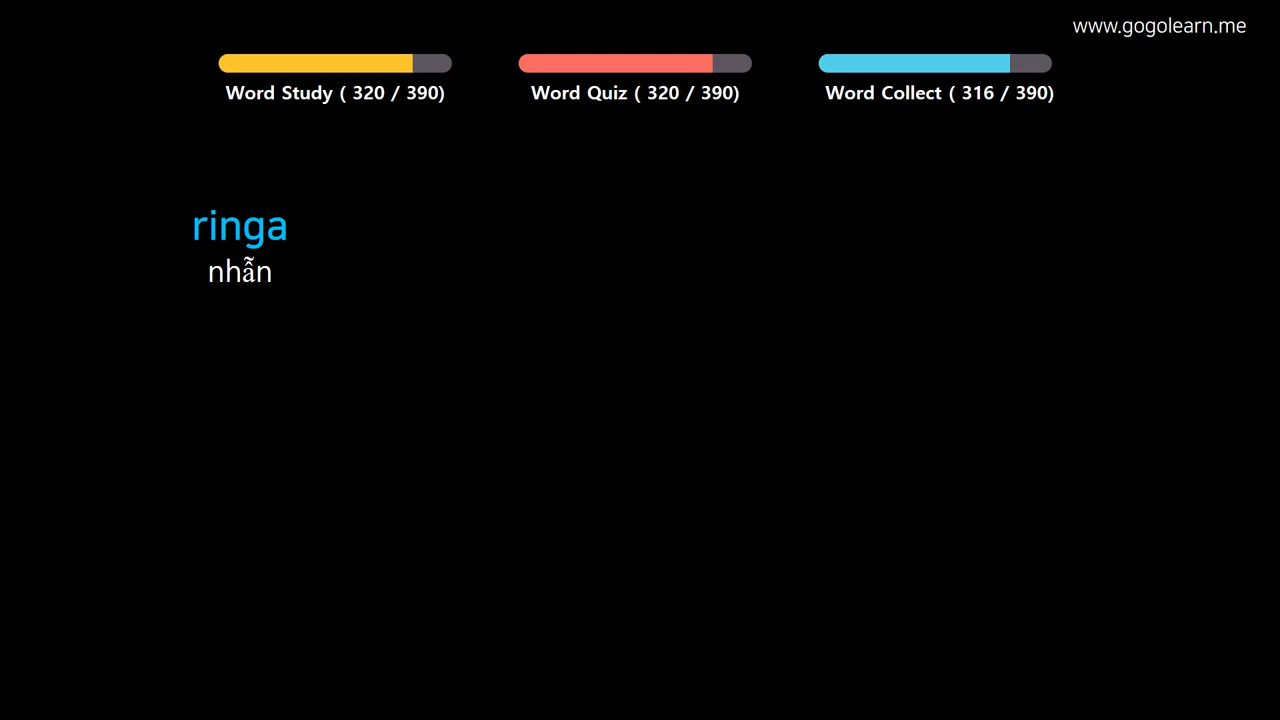 www.gogolearn.me
Word Study ( 320 / 390)
Word Quiz ( 320 / 390)
Word Collect ( 316 / 390)
ringa
nhẫn